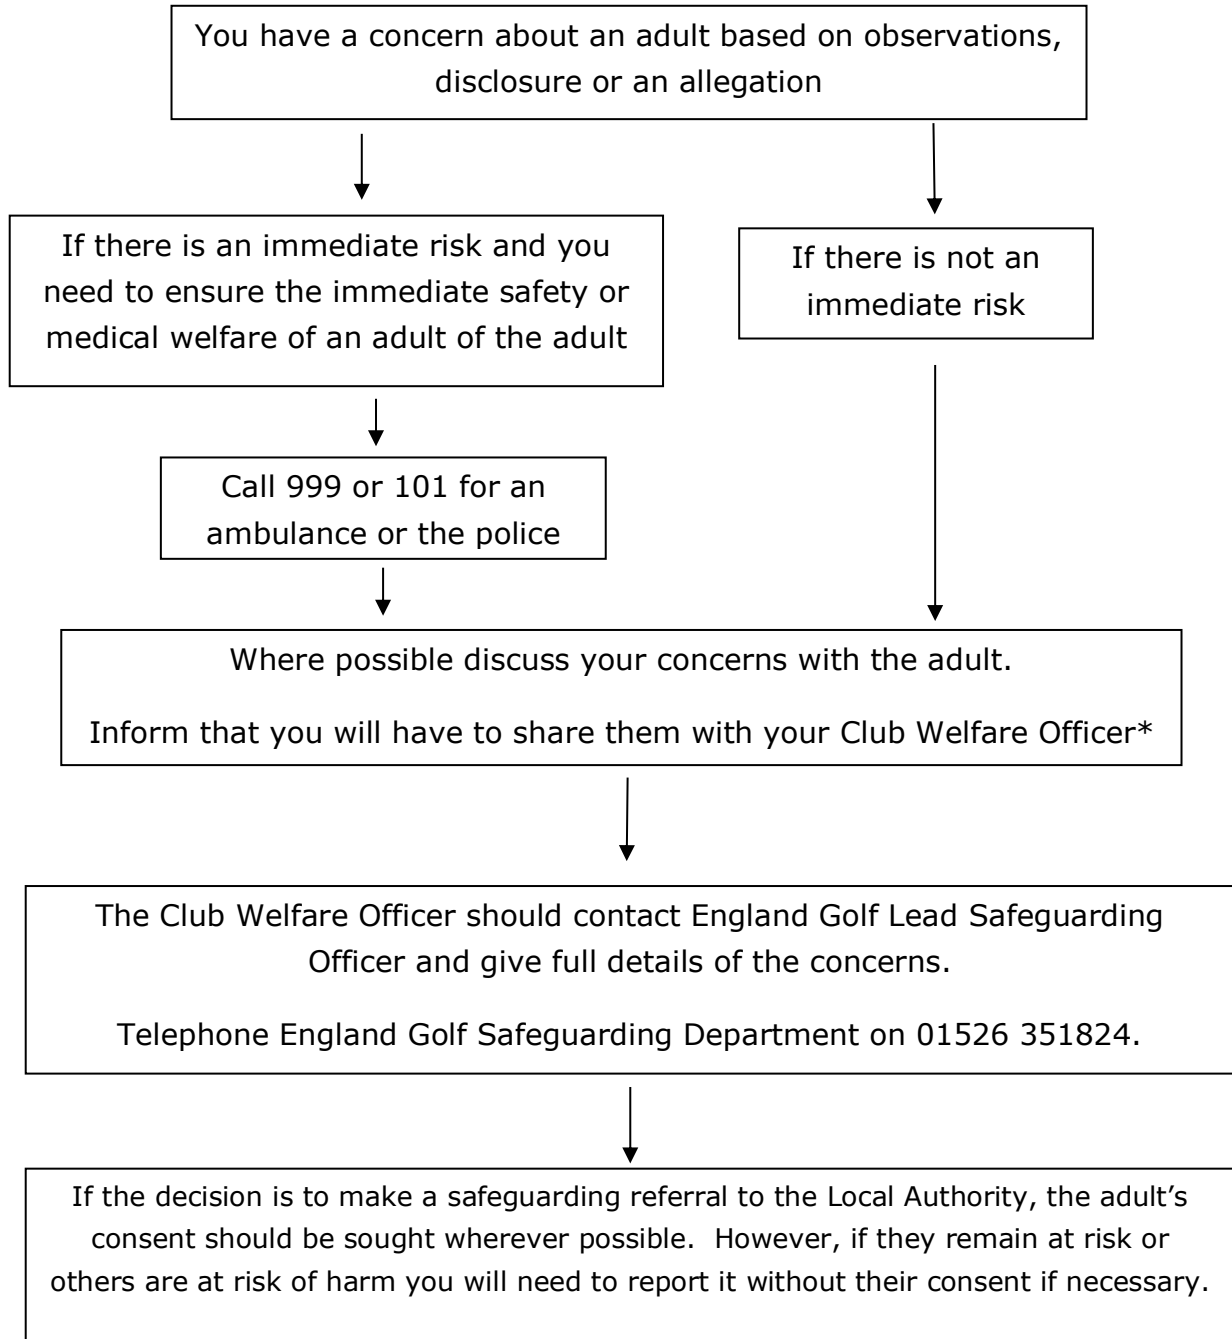 You have a concern about an adult based on observations,
disclosure or an allegation
If there is an immediate risk and you
need to ensure the immediate safety or
medical welfare of an adult of the adult
If there is not an
immediate risk
Call 999 or 101 for an
ambulance or the police
Where possible discuss your concerns with the adult.
Inform that you will have to share them with your Club Welfare Officer*
The Club Welfare Officer should contact England Golf Lead Safeguarding
Officer and give full details of the concerns.
Telephone England Golf Safeguarding Department on 01526 351824.
If the decision is to make a safeguarding referral to the Local Authority, the adult’s
consent should be sought wherever possible.  However, if they remain at risk or
others are at risk of harm you will need to report it without their consent if necessary.